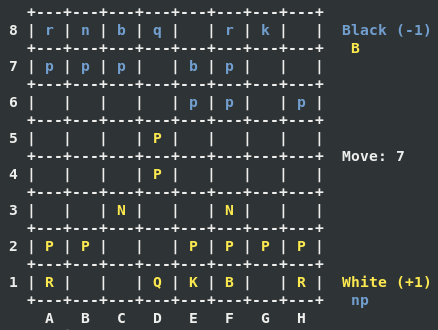 +---+---+---+---+---+---+---+---+
8 | r | n | b | q |   | r | k |   |  Black (-1)
+---+---+---+---+---+---+---+---+   B
7 | p | p | p |   | b | p |   |   |
+---+---+---+---+---+---+---+---+
6 |   |   |   |   | p | p |   | p |
+---+---+---+---+---+---+---+---+
5 |   |   |   | P |   |   |   |   |
+---+---+---+---+---+---+---+---+  Move: 7
4 |   |   |   | P |   |   |   |   |
+---+---+---+---+---+---+---+---+
3 |   |   | N |   |   | N |   |   |
+---+---+---+---+---+---+---+---+
2 | P | P |   |   | P | P | P | P |
+---+---+---+---+---+---+---+---+
1 | R |   |   | Q | K | B |   | R |  White (+1)
+---+---+---+---+---+---+---+---+   np
A   B   C   D   E   F   G   H